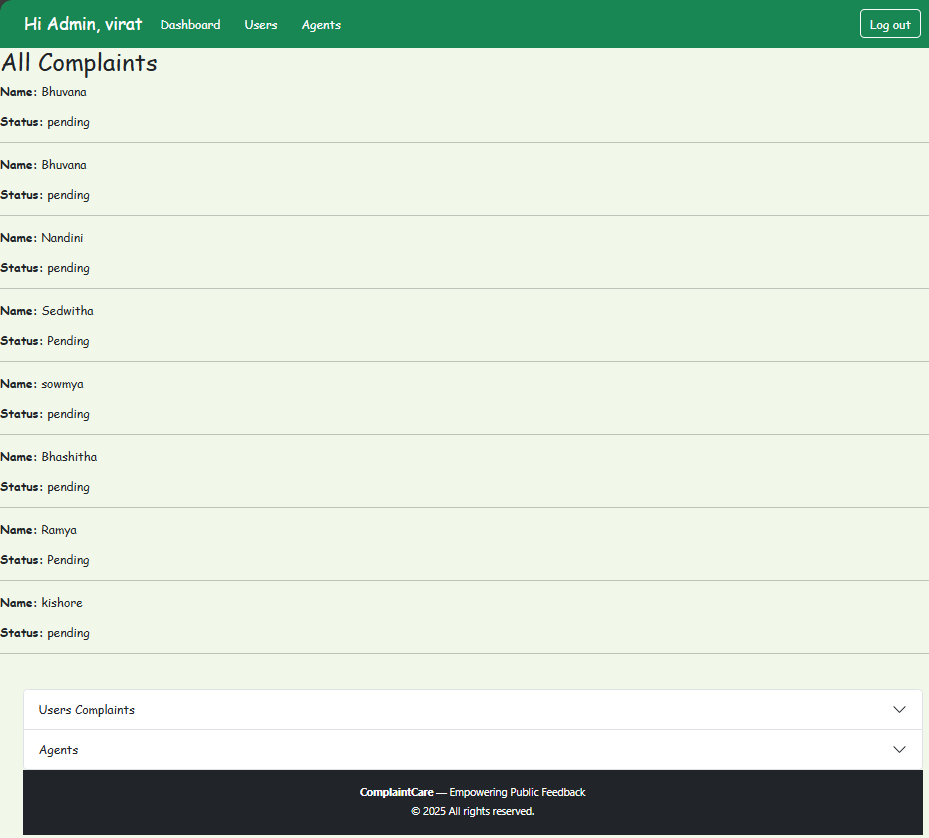 Hi Admin, virat Dashboard Users Agents Log out
All Complaints
Name: Bhuvana
Status: pending
Name: Bhuvana
Status: pending
Name: Nandini
Status: pending
Name: Sedwitha
Status: Pending
Name: sowmya
Status: pending
Name: Bhashitha
Status: pending
Name: Ramya
Status: Pending
Name: kishore
Status: pending
Users Complaints
Agents
ComplaintCare — Empowering Public Feedback
© 2025 All rights reserved.